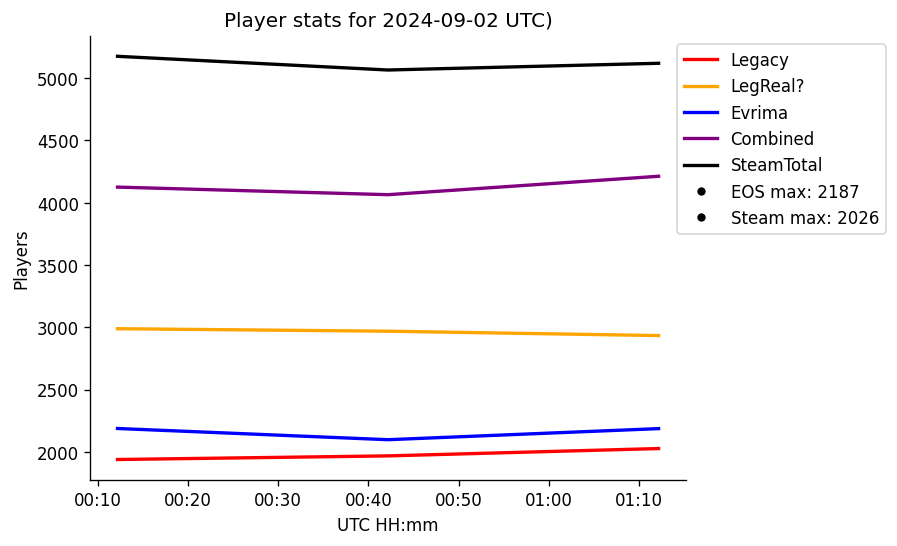 Player stats for 2024-09-02 UTC)
5000
4500
4000
3500
3000
2500
2000
Players
00:10 00:20 00:30 00:40 00:50 01:00 01:10
UTC HH:mm
Legacy
LegReal?
Evrima
Combined
SteamTotal
EOS max: 2187
Steam max: 2026